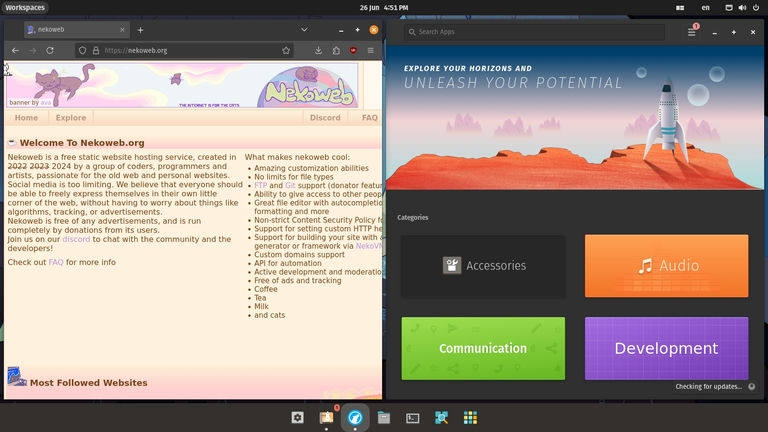 Workspaces
26 Jun 4:51 PM
en
nekoweb
https://nekoweb.org
banner by ava
THE INTERNET IS FOR THE CATS
Nekoweb
Home
Explore
Discord
FAQ
Welcome To Nekoweb.org
Nekoweb is a free static website hosting service, created in
2022 2023 2024 by a group of coders, programmers and
artists, passionate for the old web and personal websites.
Social media is too limiting. We believe that everyone should
be able to freely express themselves in their own little
corner of the web, without having to worry about things like
algorithms, tracking, or advertisements.
Nekoweb is free of any advertisements, and is run
completely by donations from its users.
Join us on our discord to chat with the community and the
developers!
Check out FAQ for more info
What makes nekoweb cool:
• Amazing customization abilities
• No limits for file types
• FTP and Git support (donator featur
• Ability to give access to other peop
• Great file editor with autocompletio
formatting and more
• Non-strict Content Security Policy fo
• Support for setting custom HTTP he
• Support for building your site with
generator or framework via NekoVM
• Custom domains support
• API for automation
• Active development and moderatio
• Free of ads and tracking
• Coffee
• Tea
• Milk
• and cats
Most Followed Websites
Search Apps
1
EXPLORE YOUR HORIZONS AND
UNLEASH YOUR POTENTIAL
Categories
Accessories
Audio
Communication
Development
Checking for updates...